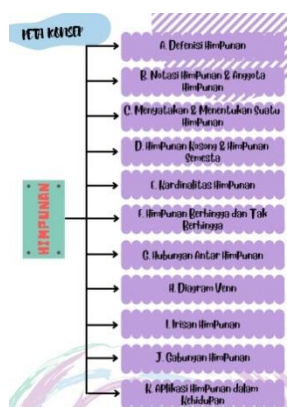 PETA KONSEP
HIMPUNAN
A. Defenisi HimPunan
B. Notasi HimPunan & Anggota
HimPunan
C. Menyatakan & Menentukan Suatu
HimPunan
D. HimPunan Kosong & HimPunan
Semesta
E. Kardinalitas HimPunan
F. HimPunan Berhingga dan Tak
Berhingga
G. Hubungan Antar HimPunan
H. Diagram Venn
I. Irisan HimPunan
J. Gabungan HimPunan
K. APlikasi HimPunan dalam
KehiduPan